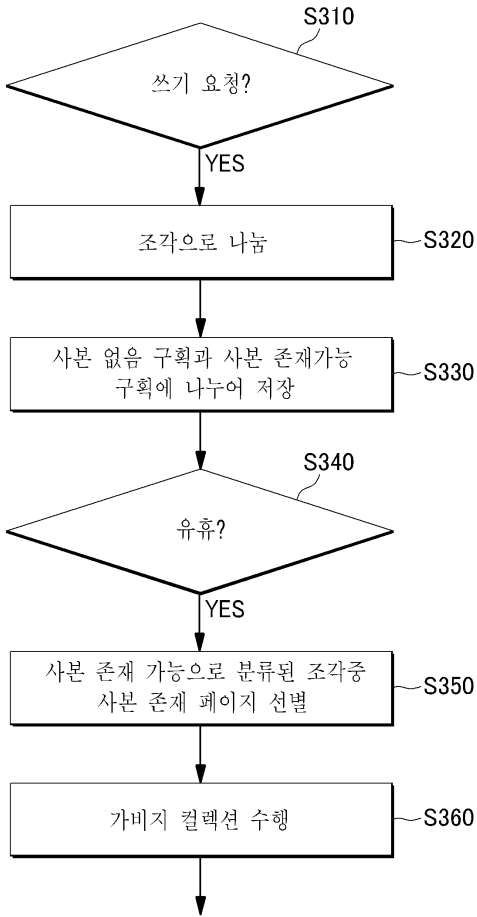 S310
쓰기 요청?
YES
조각으로 나눔
S320
사본 없음 구획과 사본 존재가능
구획에 나누어 저장
S330
S340
유휴?
YES
사본 존재 가능으로 분류된 조각중
사본 존재 페이지 선별
S350
가비지 컬렉션 수행
S360